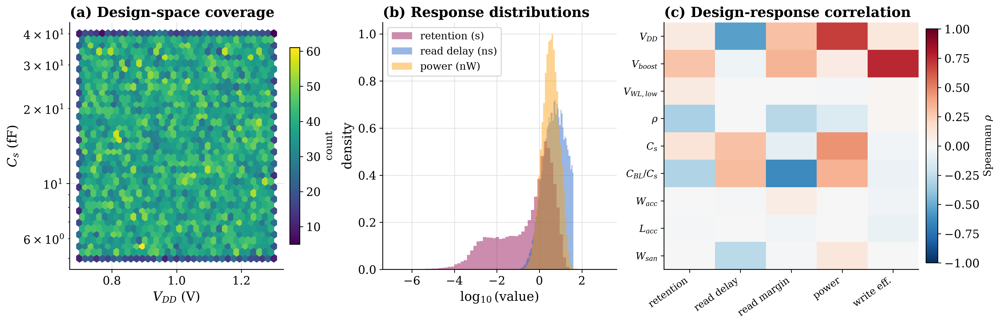 (a) Design-space coverage
4 × 10¹
3 × 10¹
2 × 10¹
10¹
6 × 10⁰
C_s (fF)
0.8 1.0 1.2
V_DD (V)
60
50
40
30
20
10
count
(b) Response distributions
retention (s)
read delay (ns)
power (nW)
1.0
0.8
0.6
0.4
0.2
0.0
density
−6 −4 −2 0 2
log₁₀(value)
(c) Design-response correlation
V_DD
V_boost
V_WL,low
ρ
C_s
C_BL/C_s
W_acc
L_acc
W_san
retention
read delay
read margin
power
write eff.
1.00
0.75
0.50
0.25
0.00
−0.25
−0.50
−0.75
−1.00
Spearman ρ